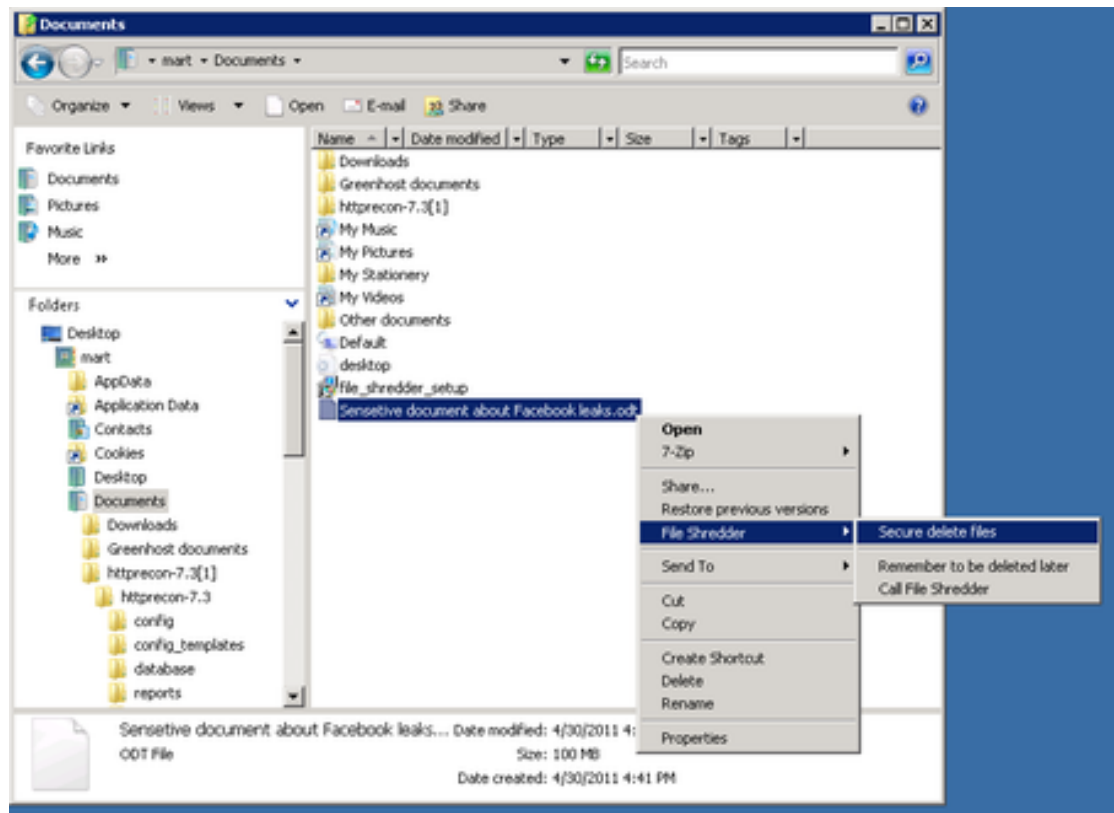 Documents
mart Documents
Search
Organize Views Open E-mail Share
Favorite Links
Documents
Pictures
Music
More »
Folders
Desktop
mart
AppData
Application Data
Contacts
Cookies
Desktop
Documents
Downloads
Greenhost documents
httprecon-7.3[1]
httprecon-7.3
config
config_templates
database
reports
Name Date modified Type Size Tags
Downloads
Greenhost documents
httprecon-7.3[1]
My Music
My Pictures
My Stationery
My Videos
Other documents
Default
desktop
file_shredder_setup
Sensetive document about Facebook leaks.odt
Open
7-Zip
Share...
Restore previous versions
File Shredder
Send To
Cut
Copy
Create Shortcut
Delete
Rename
Properties
Secure delete files
Remember to be deleted later
Call File Shredder
Sensetive document about Facebook leaks... Date modified: 4/30/2011 4:
ODT File Size: 100 MB
Date created: 4/30/2011 4:41 PM